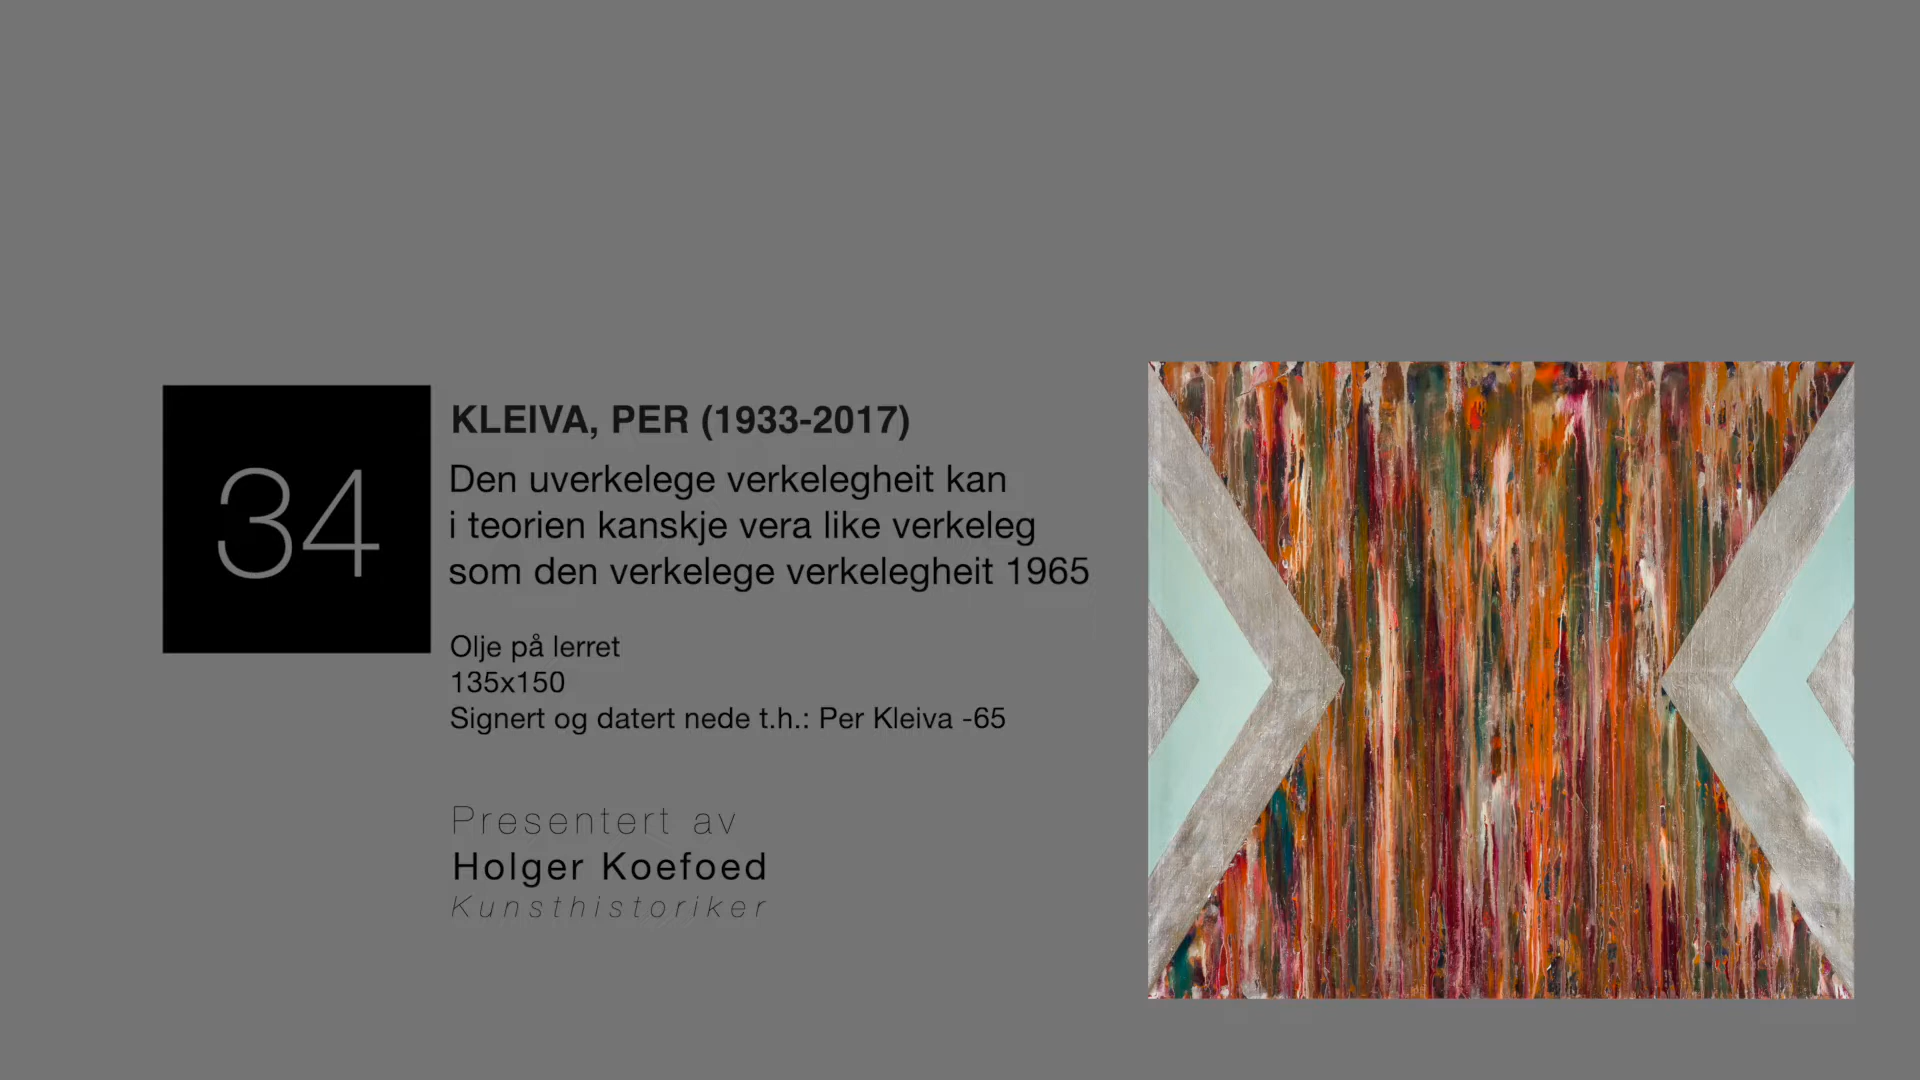 34
KLEIVA, PER (1933-2017)
Den uverkelege verkelegheit kan
i teorien kanskje vera like verkeleg
som den verkelege verkelegheit 1965
Olje på lerret
135x150
Signert og datert nede t.h.: Per Kleiva -65
Presentert av
Holger Koefoed
Kunsthistoriker